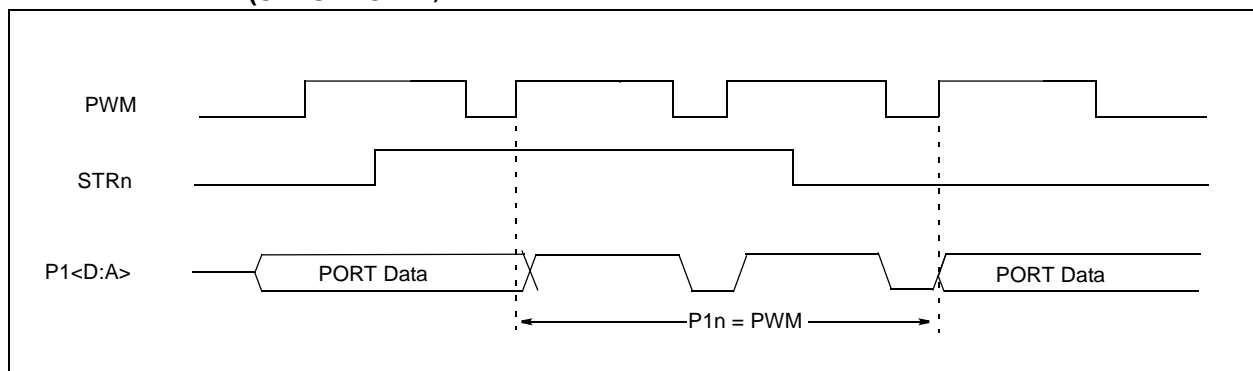 PWM
STRn
P1<D:A>
PORT Data
PORT Data
P1n = PWM